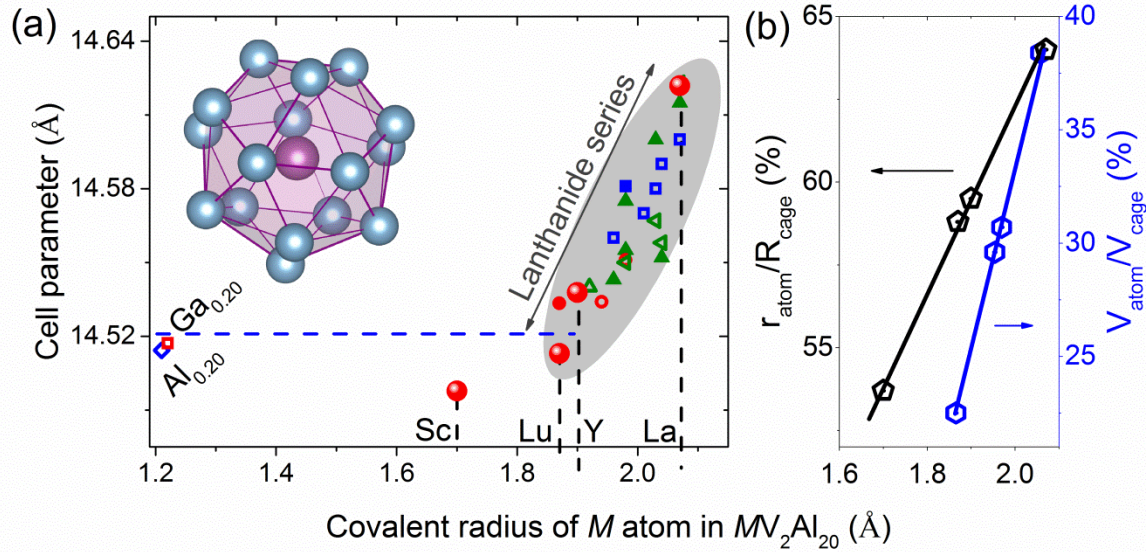 (a)
14.64
14.58
14.52
Cell parameter (Å)
Lanthanide series
Ga0.20
Al0.20
Sc
Lu
Y
La
1.2
1.4
1.6
1.8
2.0
(b)
65
60
55
ratom/Rcage (%)
40
35
30
25
Vatom/Vcage (%)
1.6
1.8
2.0
Covalent radius of M atom in MV2Al20 (Å)